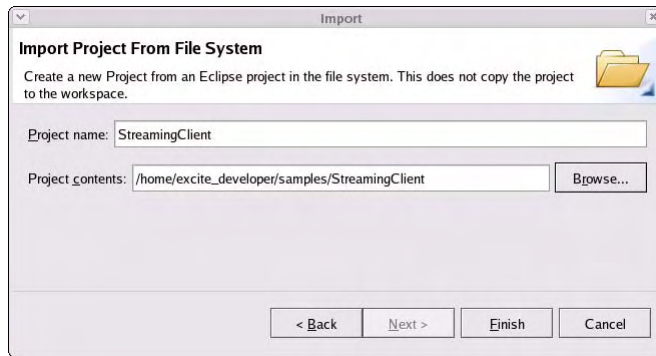 Import
Import Project From File System
Create a new Project from an Eclipse project in the file system. This does not copy the project
to the workspace.
Project name: StreamingClient
Project contents: /home/excite_developer/samples/StreamingClient Browse...
< Back Next > Finish Cancel